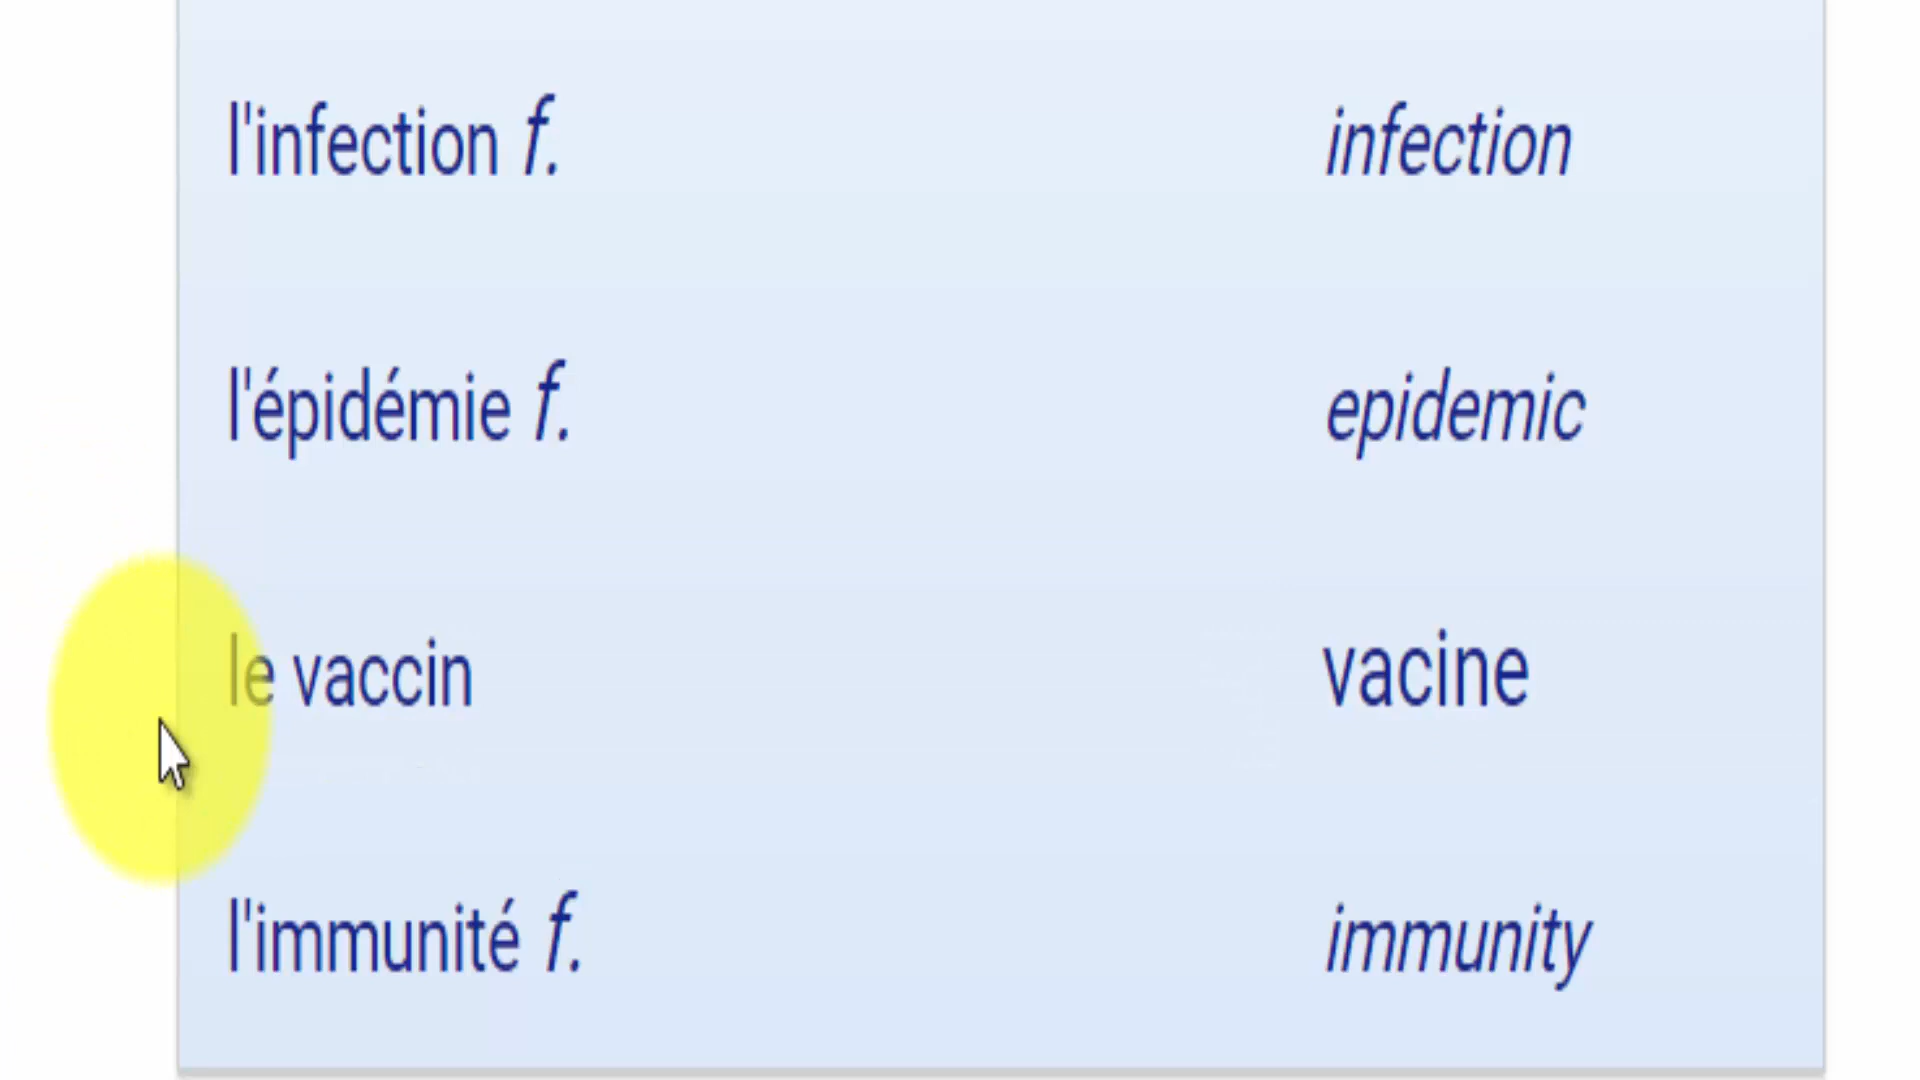 l'infection f. infection
l'épidémie f. epidemic
le vaccin vacine
l'immunité f. immunity